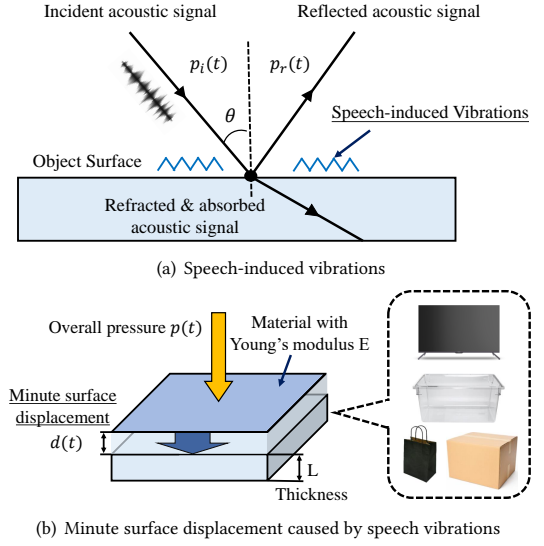 Incident acoustic signal
Reflected acoustic signal
p_i(t)
p_r(t)
θ
Speech-induced Vibrations
Object Surface
Refracted & absorbed
acoustic signal
(a) Speech-induced vibrations
Overall pressure p(t)
Material with
Young's modulus E
Minute surface
displacement
d(t)
L
Thickness
(b) Minute surface displacement caused by speech vibrations